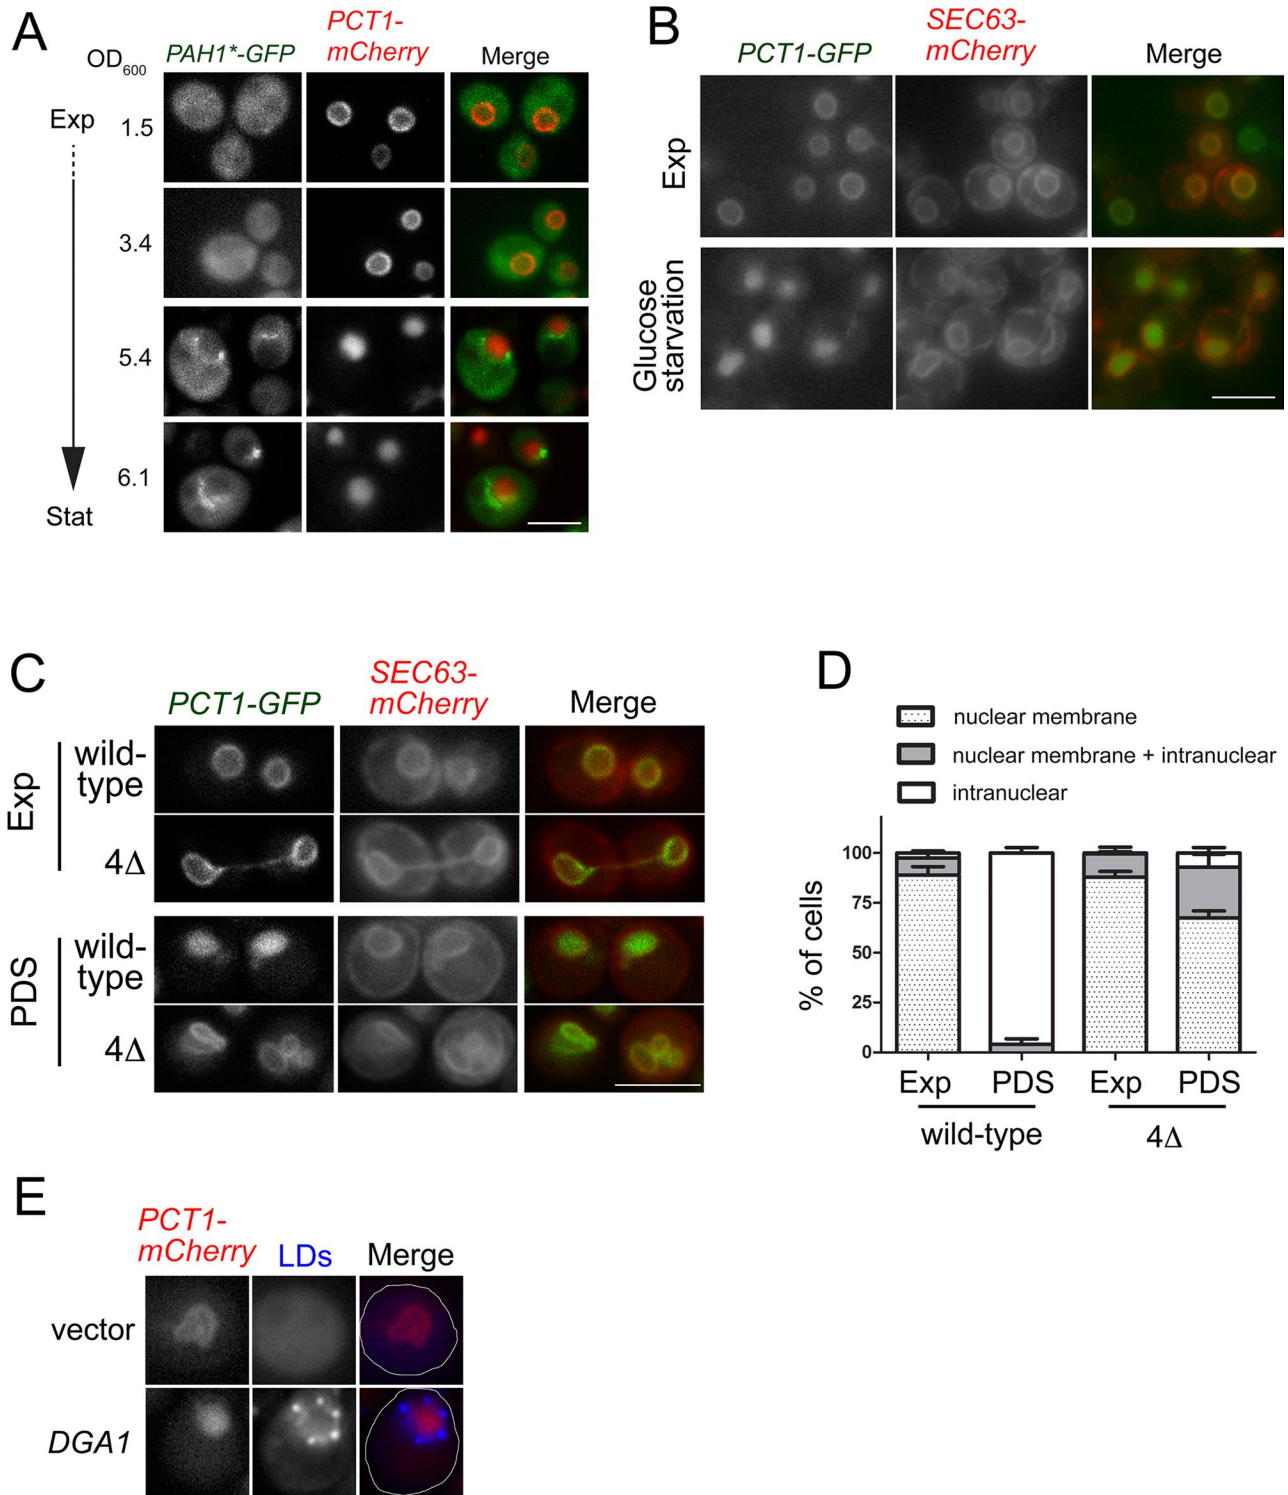 A
PAH1*-GFP
PCT1-
mCherry
Merge
OD600
Exp
1.5
3.4
5.4
6.1
Stat
B
PCT1-GFP
SEC63-
mCherry
Merge
Exp
Glucose
starvation
C
PCT1-GFP
SEC63-
mCherry
Merge
Exp
wild-
type
4Δ
PDS
wild-
type
4Δ
D
nuclear membrane
nuclear membrane + intranuclear
intranuclear
% of cells
100
75
50
25
0
Exp PDS Exp PDS
wild-type 4Δ
E
PCT1-
mCherry
LDs
Merge
vector
DGA1